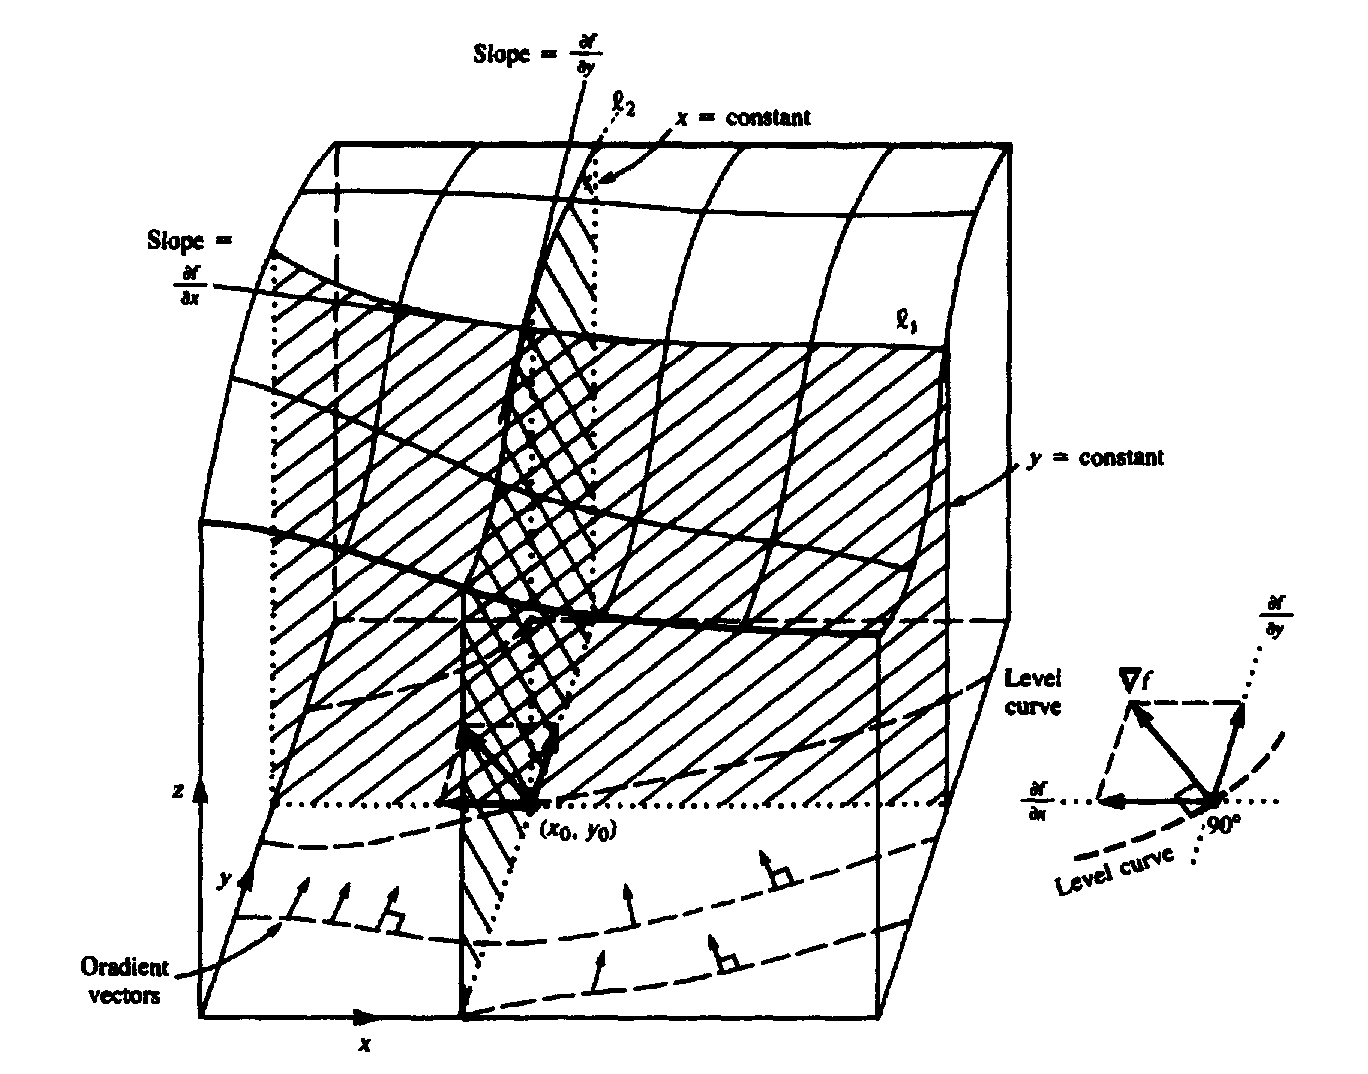 Slope = ∂f/∂y
ℓ2
x = constant
Slope =
∂f/∂x
ℓ1
y = constant
∂f/∂y
Level
curve
∇f
z
∂f/∂x
(x0, y0)
90°
y
Level curve
Oradient
vectors
x